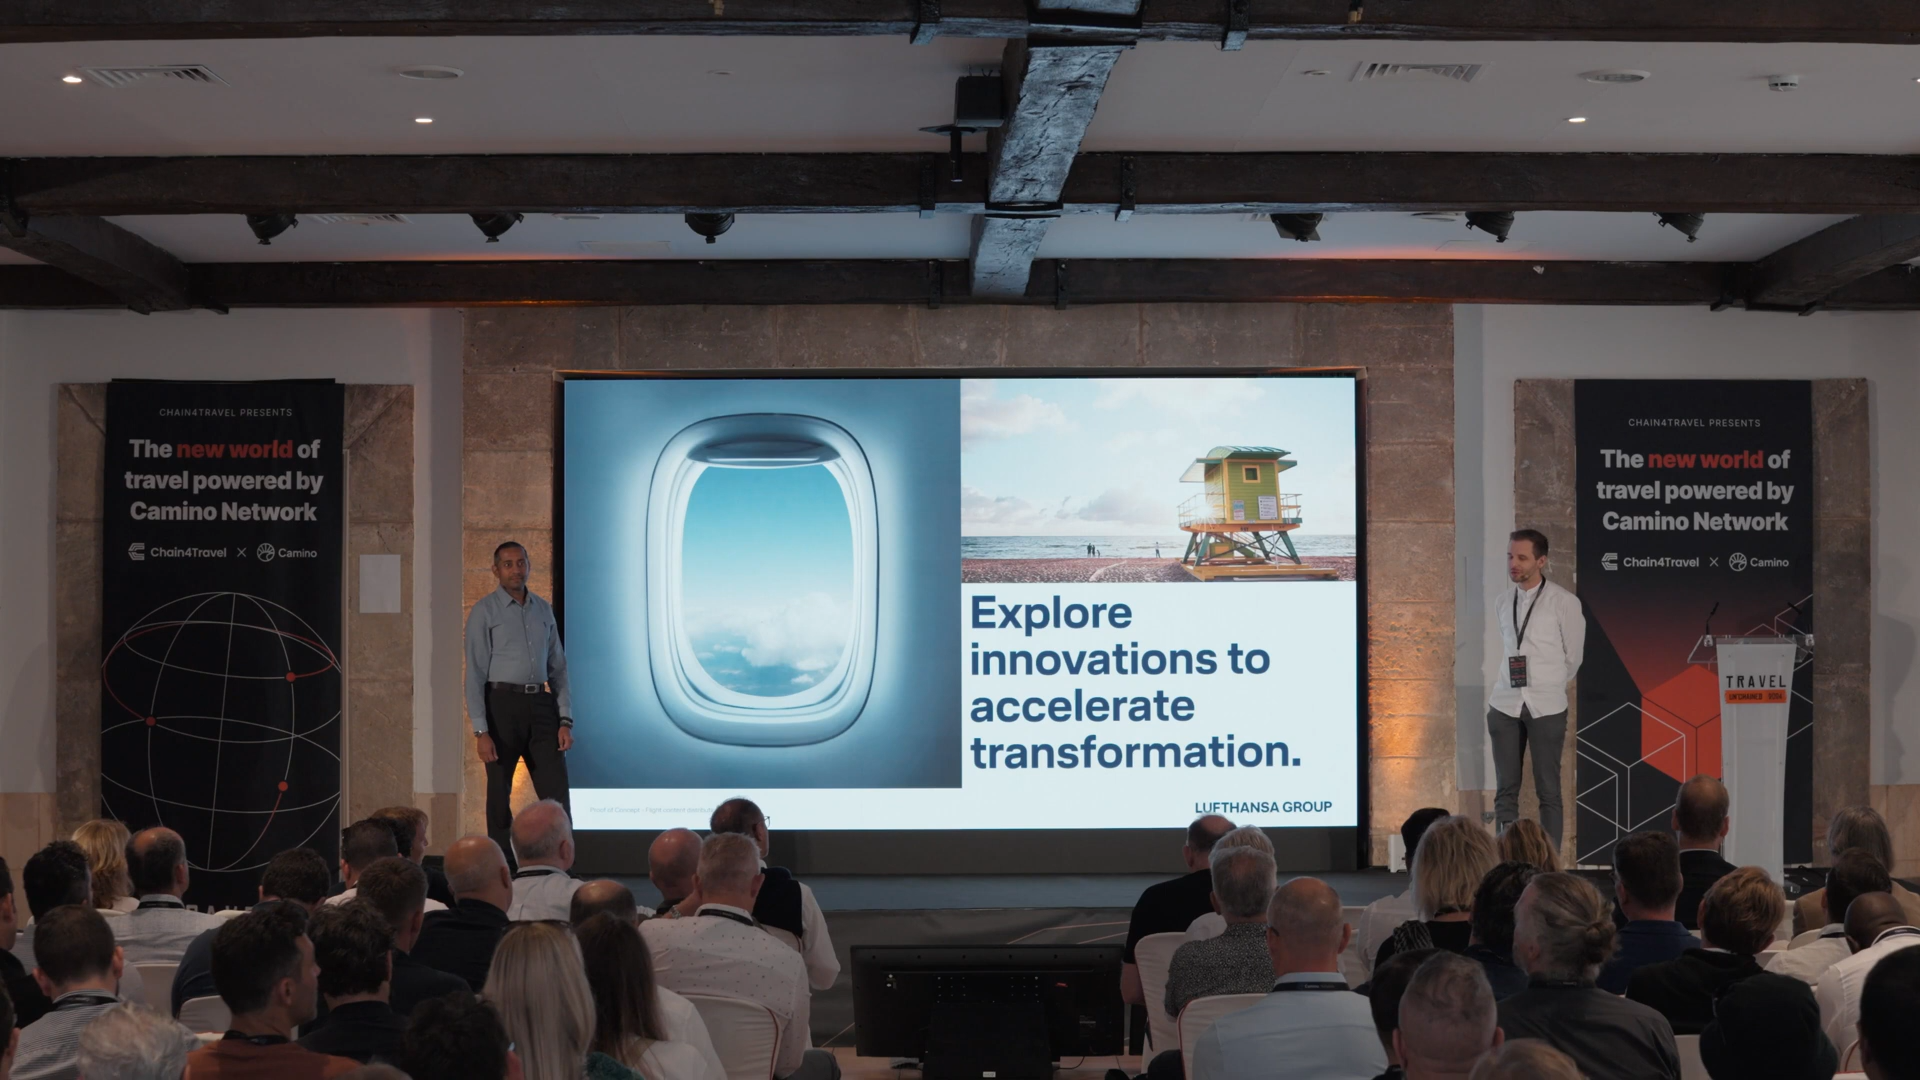 CHAIN4TRAVEL PRESENTS
The new world of
travel powered by
Camino Network
Chain4Travel × Camino
Explore
innovations to
accelerate
transformation.
LUFTHANSA GROUP
CHAIN4TRAVEL PRESENTS
The new world of
travel powered by
Camino Network
Chain4Travel × Camino
TRAVEL